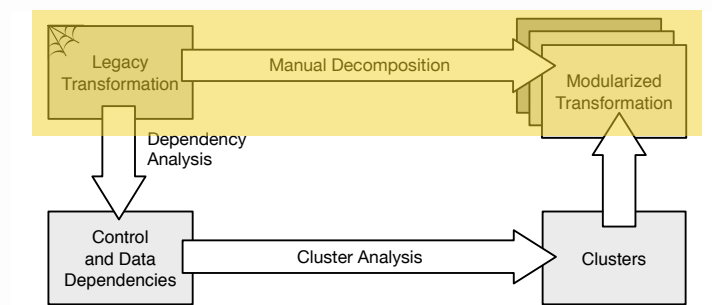 Legacy
Transformation
Manual Decomposition
Modularized
Transformation
Dependency
Analysis
Control
and Data
Dependencies
Cluster Analysis
Clusters